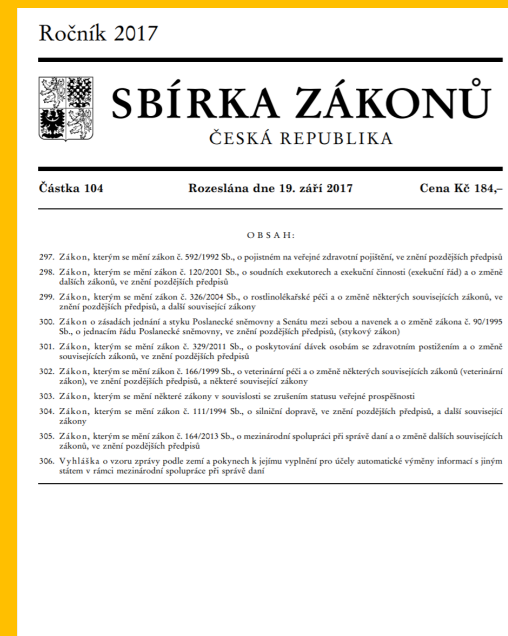 Ročník 2017
SBÍRKA ZÁKONŮ
ČESKÁ REPUBLIKA
Částka 104 Rozeslána dne 19. září 2017 Cena Kč 184,–
OBSAH:
297. Zákon, kterým se mění zákon č. 592/1992 Sb., o pojistném na veřejné zdravotní pojištění, ve znění pozdějších předpisů
298. Zákon, kterým se mění zákon č. 120/2001 Sb., o soudních exekutorech a exekuční činnosti (exekuční řád) a o změně
dalších zákonů, ve znění pozdějších předpisů
299. Zákon, kterým se mění zákon č. 326/2004 Sb., o rostlinolékařské péči a o změně některých souvisejících zákonů, ve
znění pozdějších předpisů, a další související zákony
300. Zákon o zásadách jednání a styku Poslanecké sněmovny a Senátu mezi sebou a navenek a o změně zákona č. 90/1995
Sb., o jednacím řádu Poslanecké sněmovny, ve znění pozdějších předpisů, (stykový zákon)
301. Zákon, kterým se mění zákon č. 329/2011 Sb., o poskytování dávek osobám se zdravotním postižením a o změně
souvisejících zákonů, ve znění pozdějších předpisů
302. Zákon, kterým se mění zákon č. 166/1999 Sb., o veterinární péči a o změně některých souvisejících zákonů (veterinární
zákon), ve znění pozdějších předpisů, a některé související zákony
303. Zákon, kterým se mění některé zákony v souvislosti se zrušením statusu veřejné prospěšnosti
304. Zákon, kterým se mění zákon č. 111/1994 Sb., o silniční dopravě, ve znění pozdějších předpisů, a další související
zákony
305. Zákon, kterým se mění zákon č. 164/2013 Sb., o mezinárodní spolupráci při správě daní a o změně dalších souvisejících
zákonů, ve znění pozdějších předpisů
306. Vyhláška o vzoru zprávy podle zemí a pokynech k jejímu vyplnění pro účely automatické výměny informací s jiným
státem v rámci mezinárodní spolupráce při správě daní